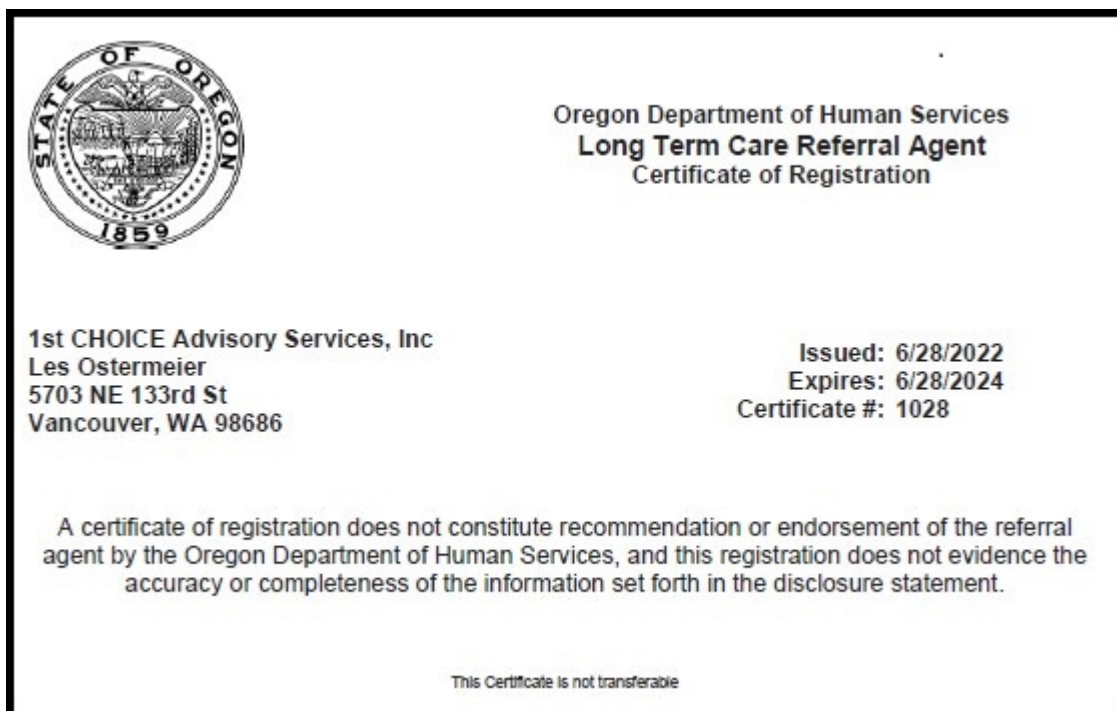 STATE OF OREGON
1859
Oregon Department of Human Services
Long Term Care Referral Agent
Certificate of Registration
1st CHOICE Advisory Services, Inc
Les Ostermeier
5703 NE 133rd St
Vancouver, WA 98686
Issued: 6/28/2022
Expires: 6/28/2024
Certificate #: 1028
A certificate of registration does not constitute recommendation or endorsement of the referral
agent by the Oregon Department of Human Services, and this registration does not evidence the
accuracy or completeness of the information set forth in the disclosure statement.
This Certificate is not transferable